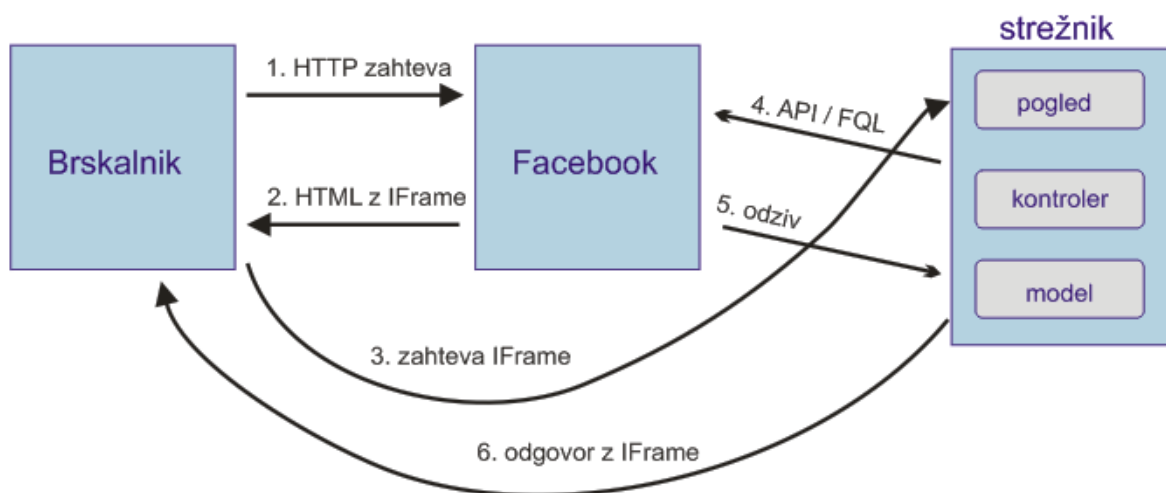 strežnik
1. HTTP zahteva
pogled
4. API / FQL
Brskalnik
Facebook
2. HTML z IFrame
kontroler
5. odziv
model
3. zahteva IFrame
6. odgovor z IFrame